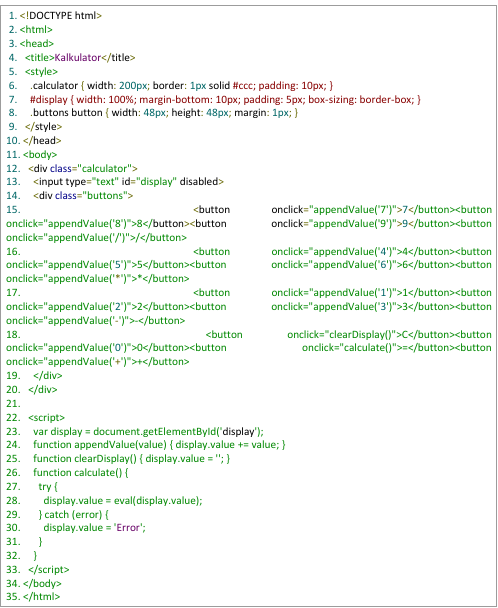 1. <!DOCTYPE html>
2. <html>
3. <head>
4. <title>Kalkulator</title>
5. <style>
6. .calculator { width: 200px; border: 1px solid #ccc; padding: 10px; }
7. #display { width: 100%; margin-bottom: 10px; padding: 5px; box-sizing: border-box; }
8. .buttons button { width: 48px; height: 48px; margin: 1px; }
9. </style>
10. </head>
11. <body>
12. <div class="calculator">
13. <input type="text" id="display" disabled>
14. <div class="buttons">
15. <button onclick="appendValue('7')">7</button><button
onclick="appendValue('8')">8</button><button onclick="appendValue('9')">9</button><button
onclick="appendValue('/')">/</button>
16. <button onclick="appendValue('4')">4</button><button
onclick="appendValue('5')">5</button><button onclick="appendValue('6')">6</button><button
onclick="appendValue('*')">*</button>
17. <button onclick="appendValue('1')">1</button><button
onclick="appendValue('2')">2</button><button onclick="appendValue('3')">3</button><button
onclick="appendValue('-')">-</button>
18. <button onclick="clearDisplay()">C</button><button
onclick="appendValue('0')">0</button><button onclick="calculate()">=</button><button
onclick="appendValue('+')">+</button>
19. </div>
20. </div>
21.
22. <script>
23. var display = document.getElementById('display');
24. function appendValue(value) { display.value += value; }
25. function clearDisplay() { display.value = ''; }
26. function calculate() {
27. try {
28. display.value = eval(display.value);
29. } catch (error) {
30. display.value = 'Error';
31. }
32. }
33. </script>
34. </body>
35. </html>